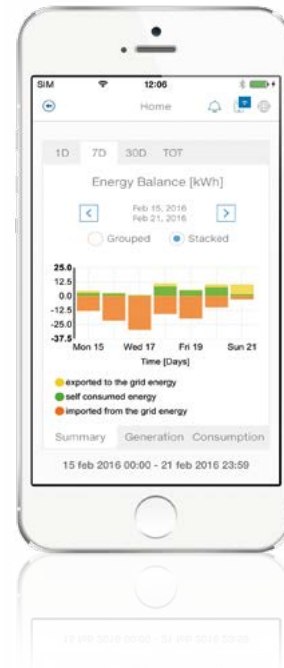 SIM 12:06
Home
1D 7D 30D TOT
Energy Balance [kWh]
Feb 15, 2016
Feb 21, 2016
< >
Grouped Stacked
25.0
12.5
0.0
-12.5
-25.0
-37.5
Mon 15 Wed 17 Fri 19 Sun 21
Time [Days]
exported to the grid energy
self consumed energy
imported from the grid energy
Summary Generation Consumption
15 feb 2016 00:00 - 21 feb 2016 23:59